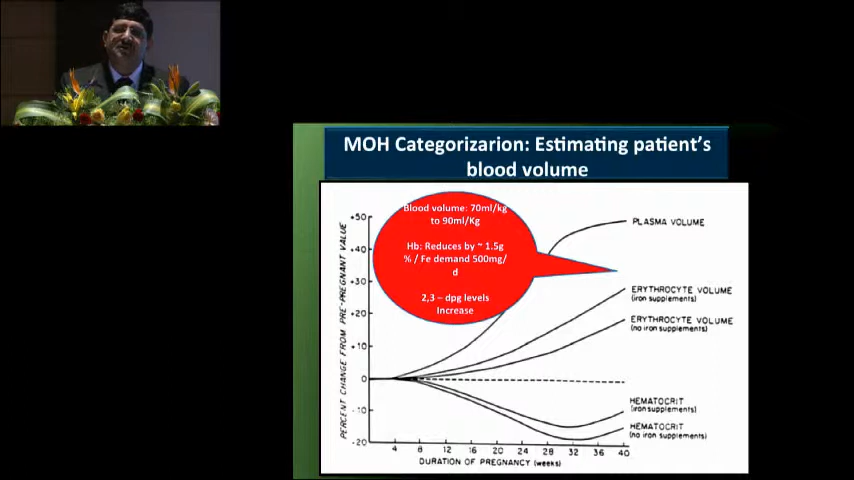 MOH Categorizarion: Estimating patient's
blood volume
Blood volume: 70ml/kg
to 90ml/Kg
Hb: Reduces by ~ 1.5g
% / Fe demand 500mg/
d
2,3 – dpg levels
Increase
PERCENT CHANGE FROM PRE-PREGNANT VALUE
+50
+40
+30
+20
+10
0
-10
-20
PLASMA VOLUME
ERYTHROCYTE VOLUME
(iron supplements)
ERYTHROCYTE VOLUME
(no iron supplements)
HEMATOCRIT
(iron supplements)
HEMATOCRIT
(no iron supplements)
4 8 12 16 20 24 28 32 36 40
DURATION OF PREGNANCY (weeks)